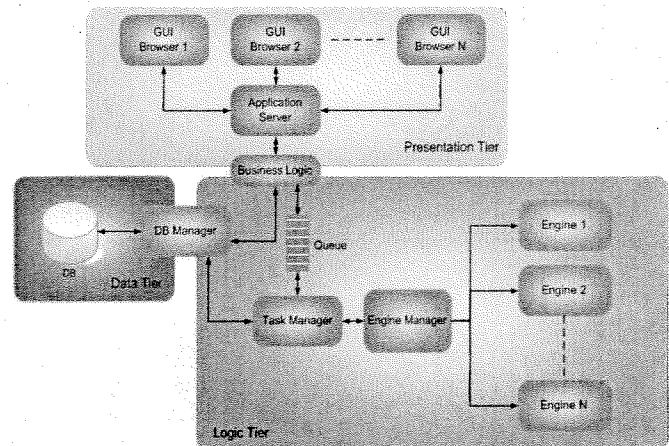 GUI
Browser 1
GUI
Browser 2
GUI
Browser N
Application
Server
Presentation Tier
Business Logic
DB Manager
DB
Data Tier
Queue
Engine 1
Engine 2
Task Manager
Engine Manager
Engine N
Logic Tier